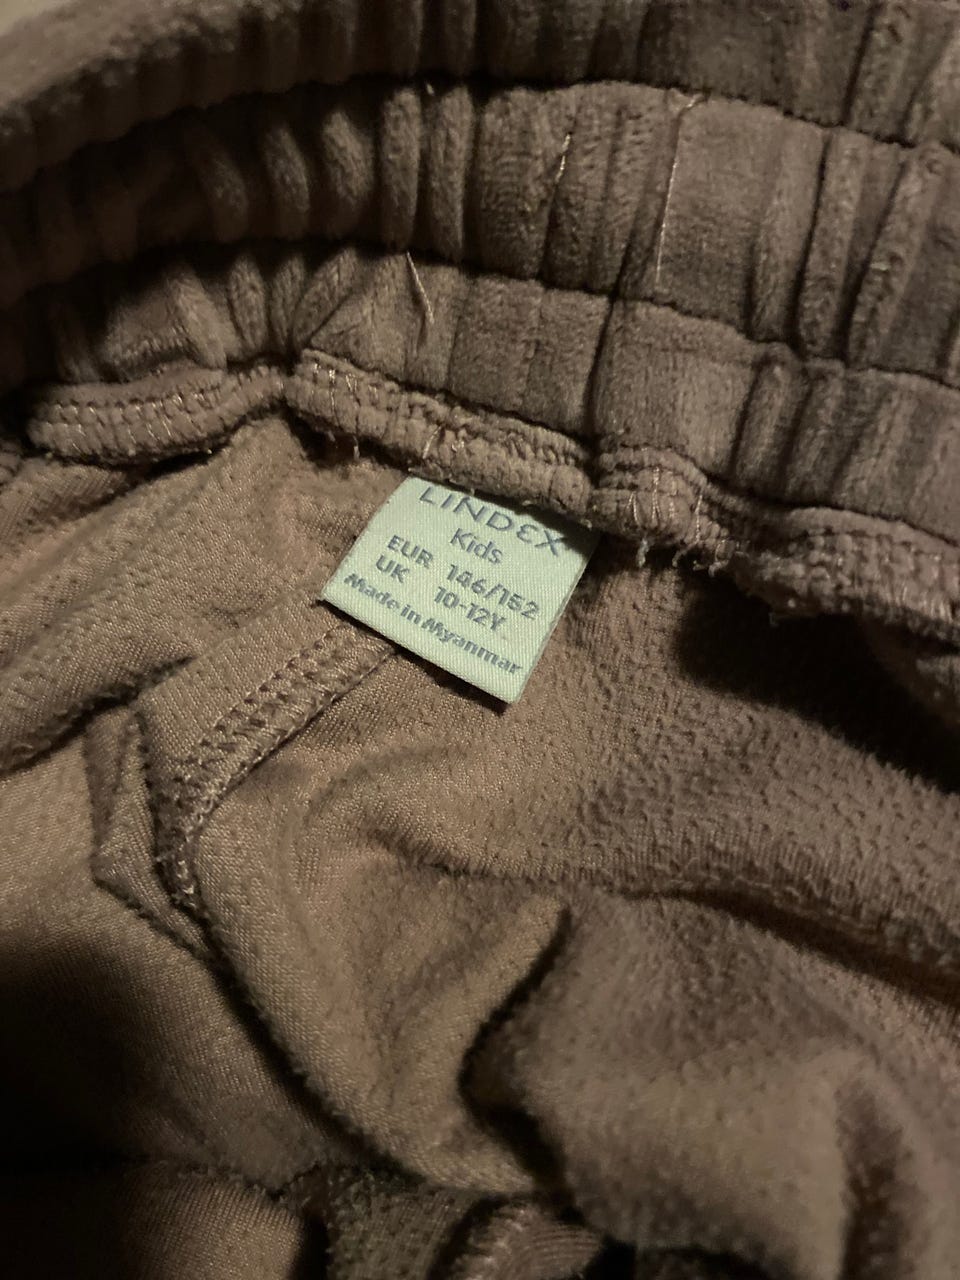 LINDEX
Kids
EUR 146/152
UK 10-12Y
Made in Myanmar